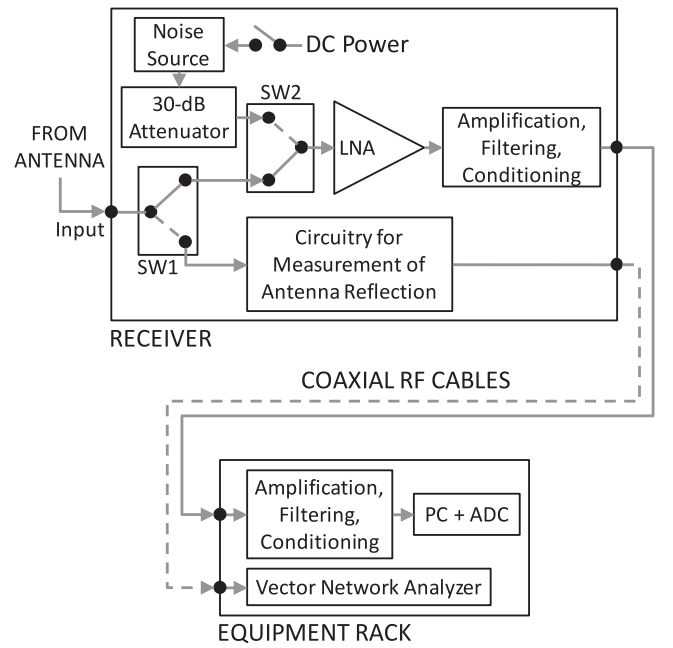 Noise
Source
DC Power
30-dB
Attenuator
SW2
FROM
ANTENNA
LNA
Amplification,
Filtering,
Conditioning
Input
SW1
Circuitry for
Measurement of
Antenna Reflection
RECEIVER
COAXIAL RF CABLES
Amplification,
Filtering,
Conditioning
PC + ADC
Vector Network Analyzer
EQUIPMENT RACK